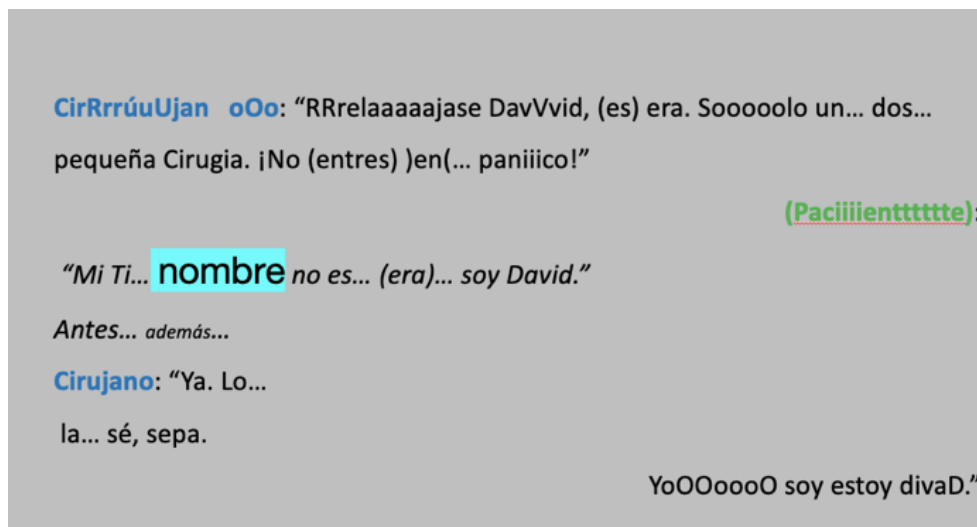 CirRrrúuUjan oOo: “RRrelaaaaajase DavVvid, (es) era. Sooooolo un... dos...
pequeña Cirugia. ¡No (entres) )en(... paniiico!”
(Paciiiienttttttte):
“Mi Ti... nombre no es... (era)... soy David.”
Antes... además...
Cirujano: “Ya. Lo...
la... sé, sepa.
YoOOoooO soy estoy divaD.”